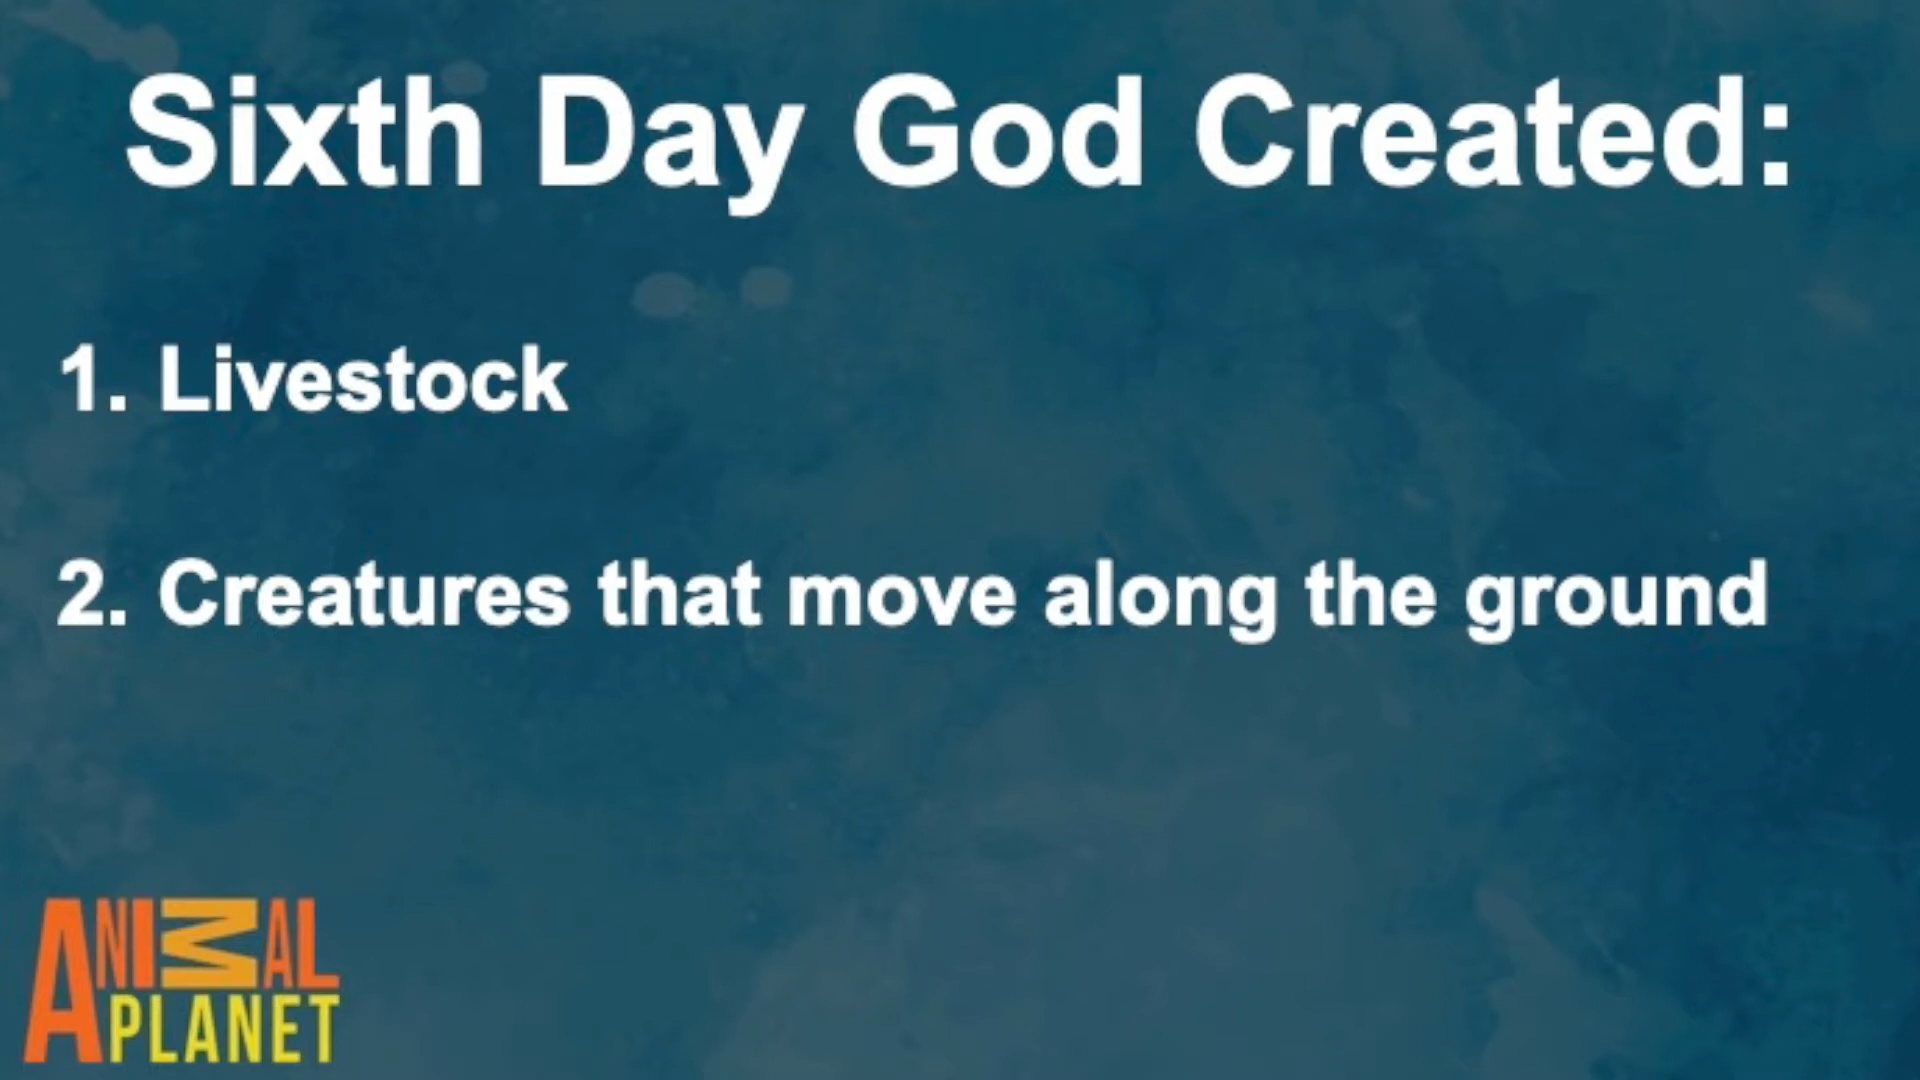 Sixth Day God Created:
1. Livestock
2. Creatures that move along the ground
ANIMAL
PLANET